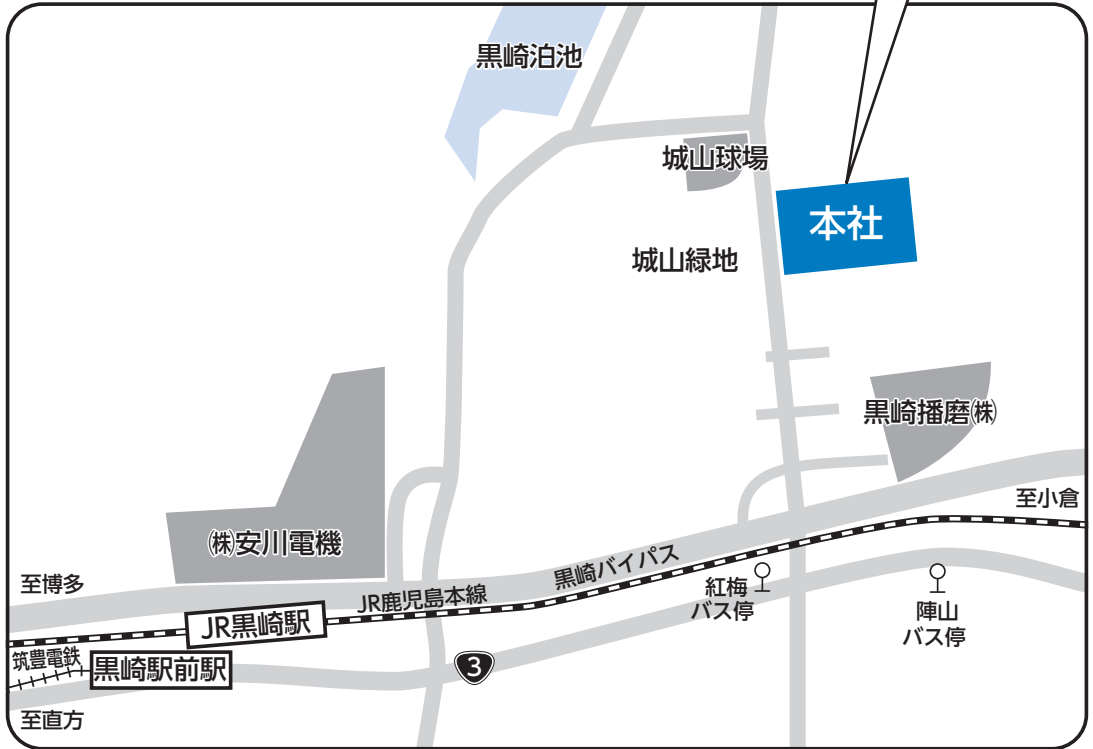 黒崎泊池
城山球場
本社
城山緑地
黒崎播磨㈱
至小倉
㈱安川電機
黒崎バイパス
至博多
JR鹿児島本線
紅梅
バス停
陣山
バス停
JR黒崎駅
筑豊電鉄
黒崎駅前駅
3
至直方